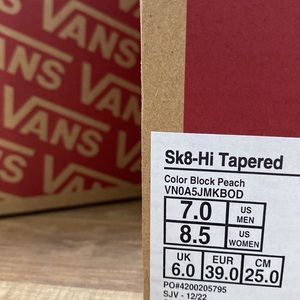 VANS
VANS
VANS
VANS
Sk8-Hi Tapered
Color Block Peach
VN0A5JMKBOD
7.0 US MEN
8.5 US WOMEN
UK EUR CM
6.0 39.0 25.0
PO#4200205795
SJV - 12/22